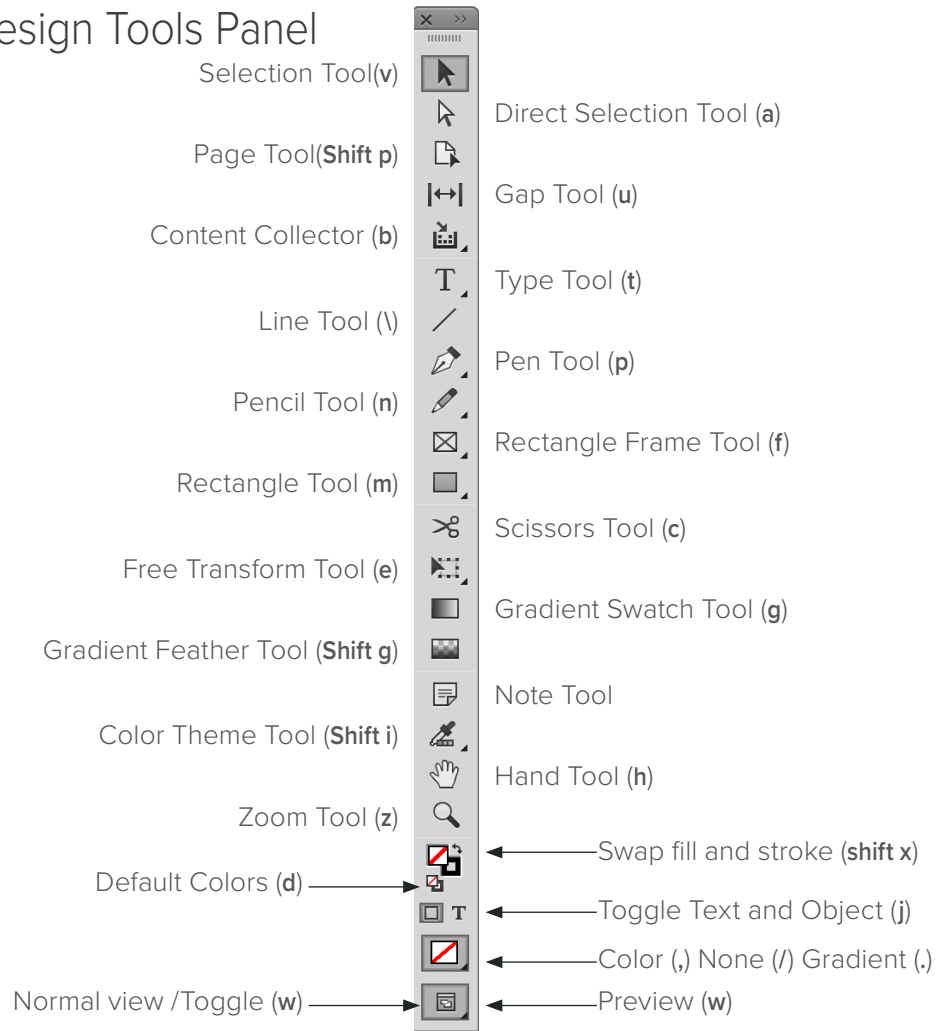 esign Tools Panel
Selection Tool(v)
Direct Selection Tool (a)
Page Tool(Shift p)
Gap Tool (u)
Content Collector (b)
Type Tool (t)
Line Tool (\)
Pen Tool (p)
Pencil Tool (n)
Rectangle Frame Tool (f)
Rectangle Tool (m)
Scissors Tool (c)
Free Transform Tool (e)
Gradient Swatch Tool (g)
Gradient Feather Tool (Shift g)
Note Tool
Color Theme Tool (Shift i)
Hand Tool (h)
Zoom Tool (z)
Swap fill and stroke (shift x)
Default Colors (d)
Toggle Text and Object (j)
Color (,) None (/) Gradient (.)
Normal view /Toggle (w)
Preview (w)